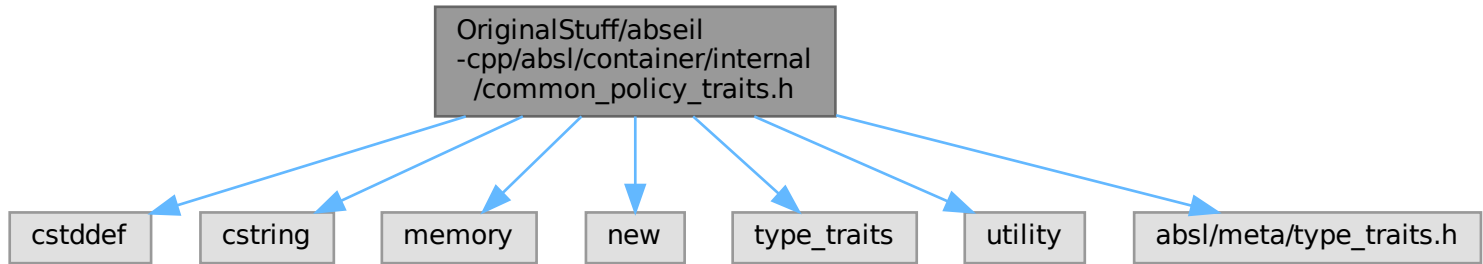 OriginalStuff/abseil
-cpp/absl/container/internal
/common_policy_traits.h
cstddef
cstring
memory
new
type_traits
utility
absl/meta/type_traits.h